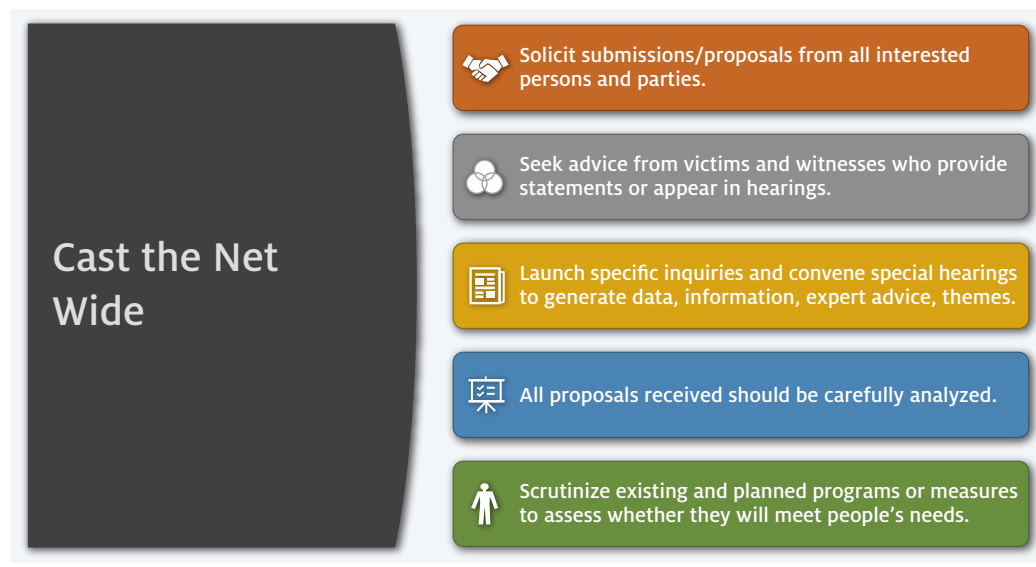 Cast the Net
Wide
Solicit submissions/proposals from all interested
persons and parties.
Seek advice from victims and witnesses who provide
statements or appear in hearings.
Launch specific inquiries and convene special hearings
to generate data, information, expert advice, themes.
All proposals received should be carefully analyzed.
Scrutinize existing and planned programs or measures
to assess whether they will meet people’s needs.